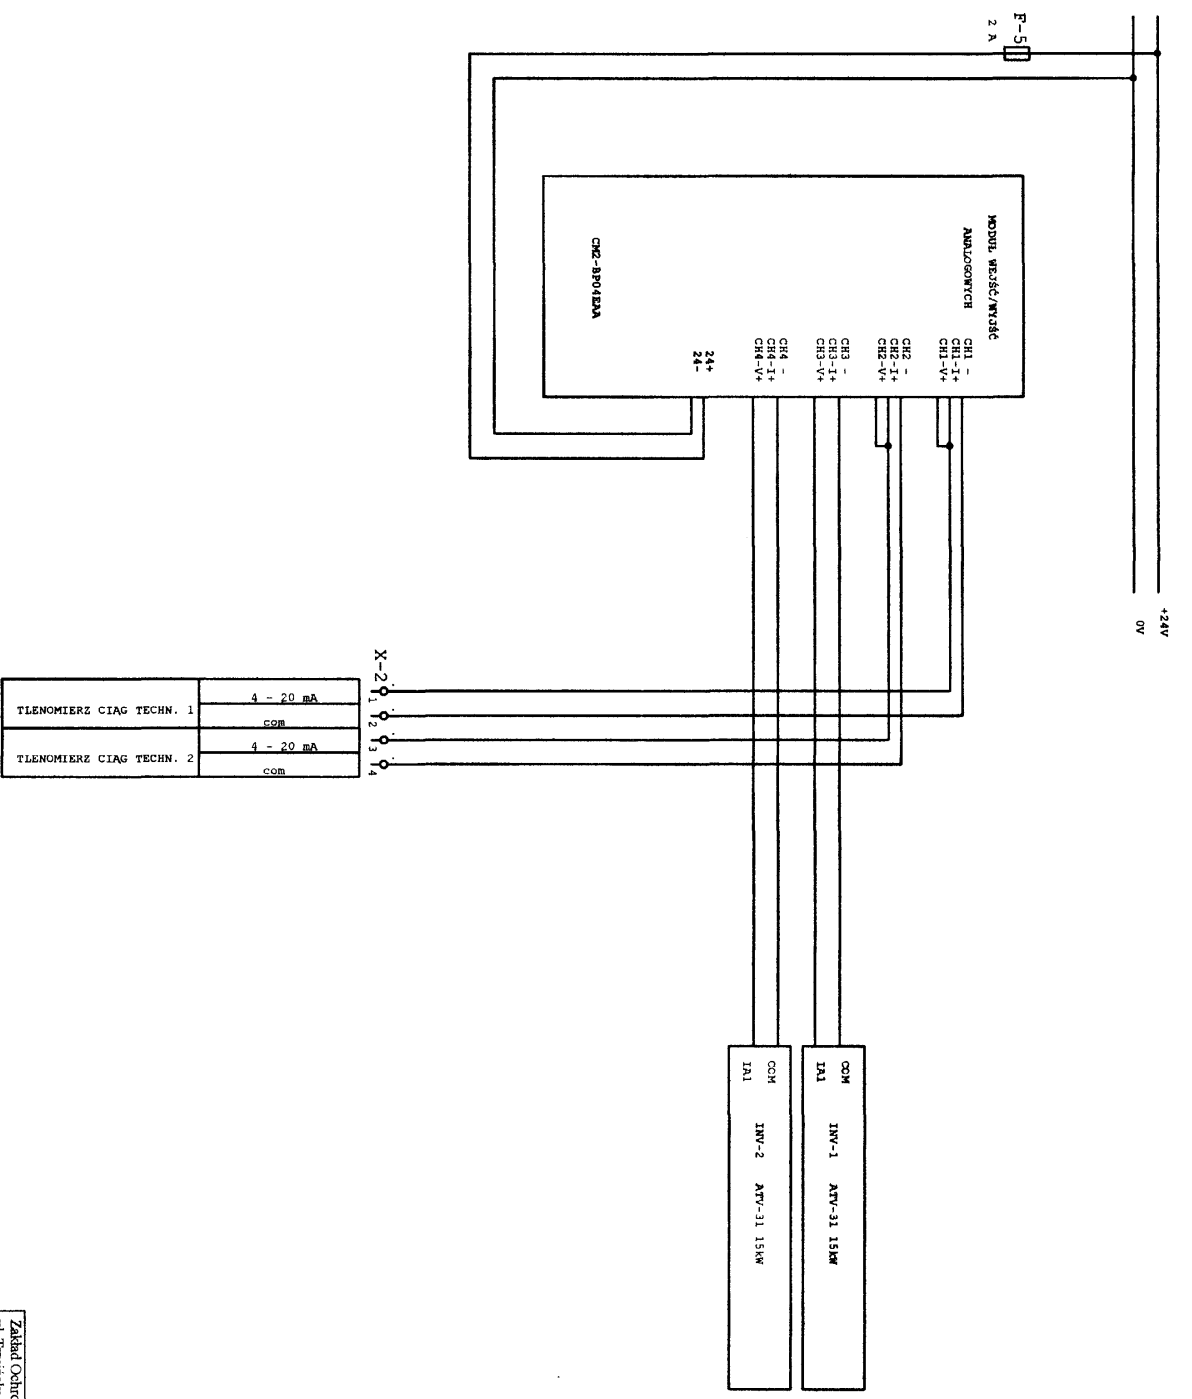 +24V
0V
F-5
2 A
MODUŁ WEJŚĆ/WYJŚĆ
ANALOGOWYCH
CM2-BP04EAA
CH1 -
CH1-I+
CH1-V+
CH2 -
CH2-I+
CH2-V+
CH3 -
CH3-I+
CH3-V+
CH4 -
CH4-I+
CH4-V+
24+
24-
X-2
1
2
3
4
TLENOMIERZ CIĄG TECHN. 1
4 - 20 mA
com
TLENOMIERZ CIĄG TECHN. 2
4 - 20 mA
com
COM
IA1
INV-1 ATV-31 15kW
COM
IA1
INV-2 ATV-31 15kW
Zakład Ochro